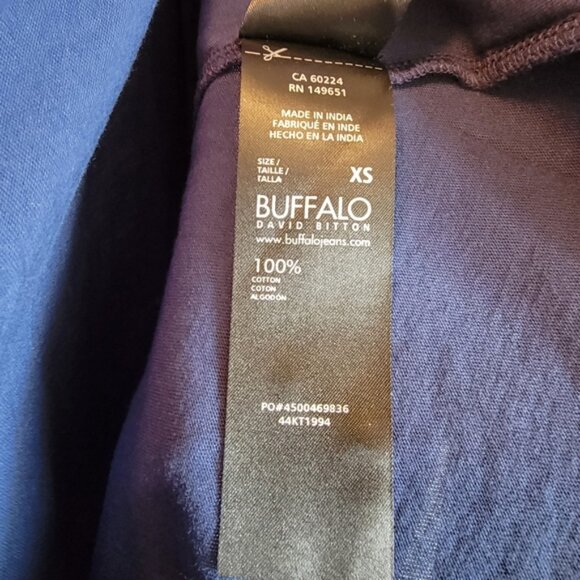 CA 60224
RN 149651
MADE IN INDIA
FABRIQUÉ EN INDE
HECHO EN LA INDIA
SIZE /
TAILLE / XS
TALLA
BUFFALO
DAVID BITTON
www.buffalojeans.com
100%
COTTON
COTON
ALGODÓN
PO#4500469836
44KT1994